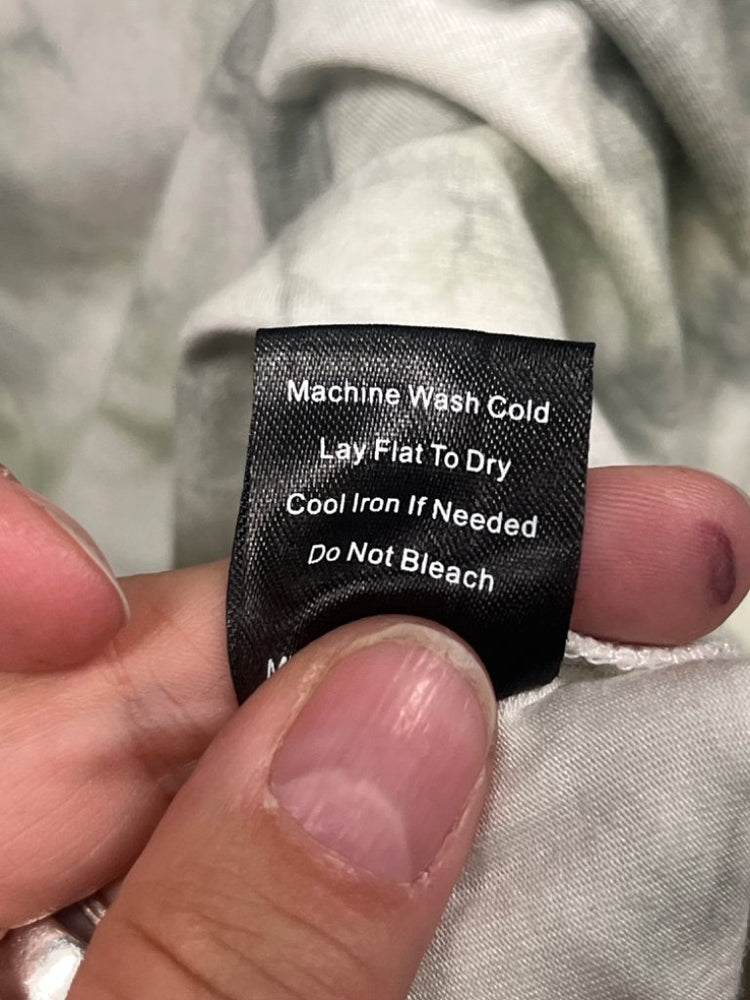 Machine Wash Cold
Lay Flat To Dry
Cool Iron If Needed
Do Not Bleach